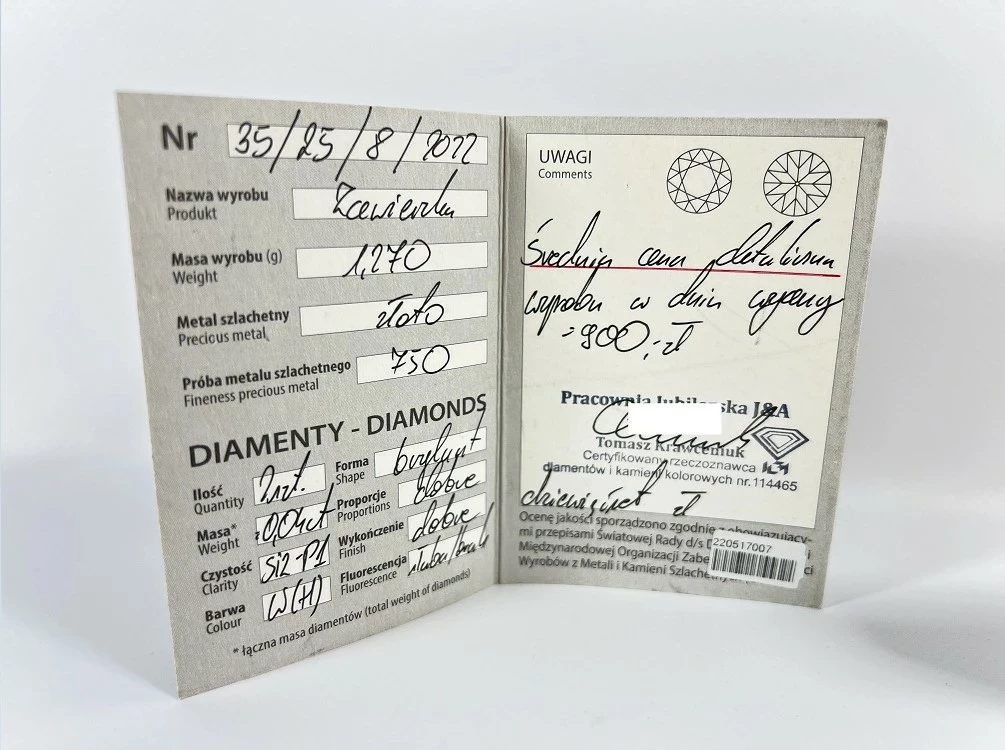 Nr 35/25/8/2022
Nazwa wyrobu
Produkt
Zawieszka
Masa wyrobu (g)
Weight
1,270
Metal szlachetny
Precious metal
złoto
Próba metalu szlachetnego
Fineness precious metal
750
DIAMENTY - DIAMONDS
Ilość
Quantity
szt.
Forma
Shape
brylant
Masa*
Weight
0,04ct
Proporcje
Proportions
dobre
Czystość
Clarity
SI2-P1
Wykończenie
Finish
dobre
Barwa
Colour
W(H)
Fluorescencja
Fluorescence
słaba/brak
* łączna masa diamentów (total weight of diamonds)
UWAGI
Comments
Średnia cena detaliczna
wyrobu w dniu wyceny
= 900,- zł
Pracownia Jubilerska J&A
Tomasz Krawczniuk
Certyfikowany rzeczoznawca
diamentów i kamieni kolorowych nr.114465
dziewięćset zł
Ocenę jakości sporządzono zgodnie z obowiązujący-
mi przepisami Światowej Rady d/s D
220517007
Międzynarodowej Organizacji Zabe
Wyrobów z Metali i Kamieni Szlachetnych